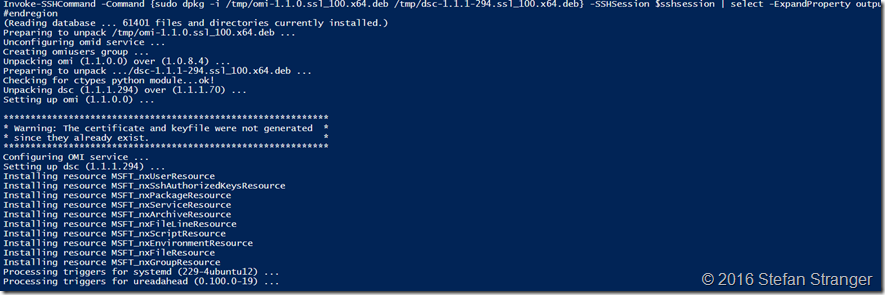 Invoke-SSHCommand -Command {sudo dpkg -i /tmp/omi-1.1.0.ssl_100.x64.deb /tmp/dsc-1.1.1-294.ssl_100.x64.deb} -SSHSession $sshsession | select -ExpandProperty outpu
#endregion
(Reading database ... 61401 files and directories currently installed.)
Preparing to unpack /tmp/omi-1.1.0.ssl_100.x64.deb ...
Unconfiguring omid service ...
Creating omiusers group ...
Unpacking omi (1.1.0.0) over (1.0.8.4) ...
Preparing to unpack .../dsc-1.1.1-294.ssl_100.x64.deb ...
Checking for ctypes python module...ok!
Unpacking dsc (1.1.1.294) over (1.1.1.70) ...
Setting up omi (1.1.0.0) ...
***************************************************************
* Warning: The certificate and keyfile were not generated *
* since they already exist. *
***************************************************************
Configuring OMI service ...
Setting up dsc (1.1.1.294) ...
Installing resource MSFT_nxUserResource
Installing resource MSFT_nxSshAuthorizedKeysResource
Installing resource MSFT_nxPackageResource
Installing resource MSFT_nxServiceResource
Installing resource MSFT_nxArchiveResource
Installing resource MSFT_nxFileLineResource
Installing resource MSFT_nxScriptResource
Installing resource MSFT_nxEnvironmentResource
Installing resource MSFT_nxFileResource
Installing resource MSFT_nxGroupResource
Processing triggers for systemd (229-4ubuntu12) ...
Processing triggers for ureadahead (0.100.0-19) ...
© 2016 Stefan Stranger